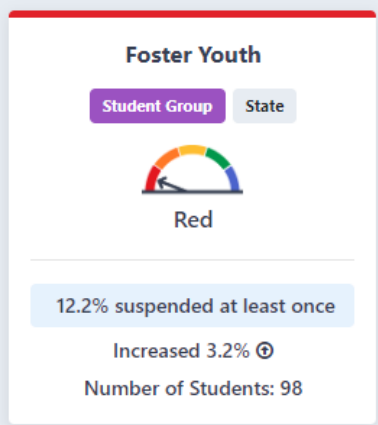 Foster Youth
Student Group State
Red
12.2% suspended at least once
Increased 3.2%
Number of Students: 98